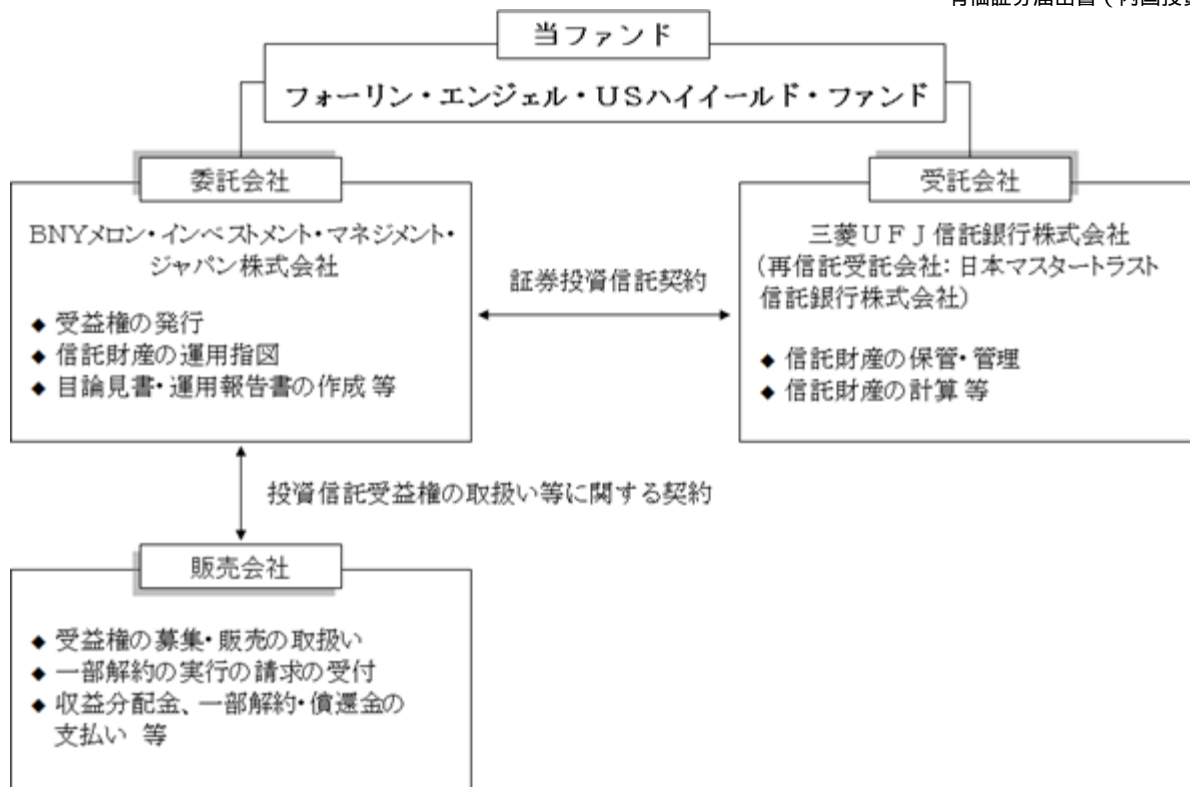 当ファンド
フォーリン・エンジェル・USハイイールド・ファンド
委託会社
BNYメロン・インベストメント・マネジメント・
ジャパン株式会社
◆ 受益権の発行
◆ 信託財産の運用指図
◆ 目論見書・運用報告書の作成 等
証券投資信託契約
受託会社
三菱UFJ信託銀行株式会社
(再信託受託会社:日本マスタートラスト
信託銀行株式会社)
◆ 信託財産の保管・管理
◆ 信託財産の計算 等
投資信託受益権の取扱い等に関する契約
販売会社
◆ 受益権の募集・販売の取扱い
◆ 一部解約の実行の請求の受付
◆ 収益分配金、一部解約・償還金の
支払い 等